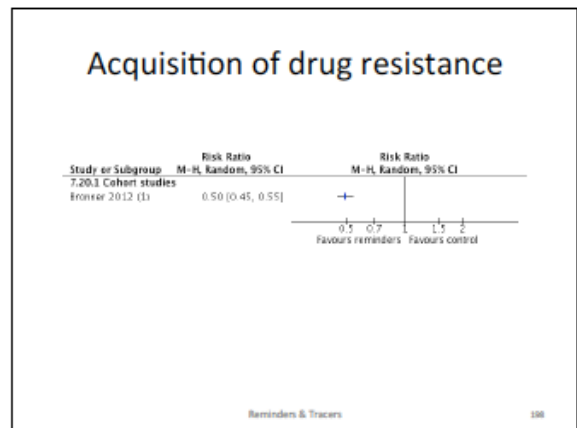 Acquisition of drug resistance
Risk Ratio Risk Ratio
Study or Subgroup M-H, Random, 95% CI M-H, Random, 95% CI
7.20.1 Cohort studies
Bronner 2012 (1) 0.50 [0.45, 0.55]
0.5 0.7 1 1.5 2
Favours reminders Favours control
Reminders & Tracers 198